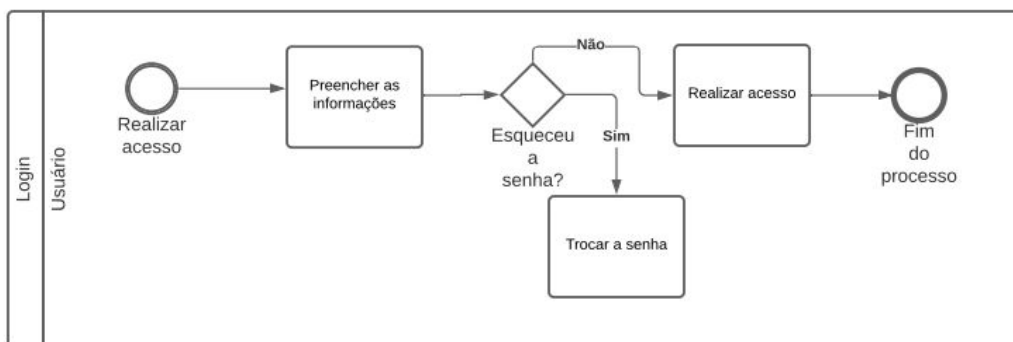 Login
Usuário
Realizar
acesso
Preencher as
informações
Esqueceu
a
senha?
Não
Sim
Realizar acesso
Trocar a senha
Fim
do
processo